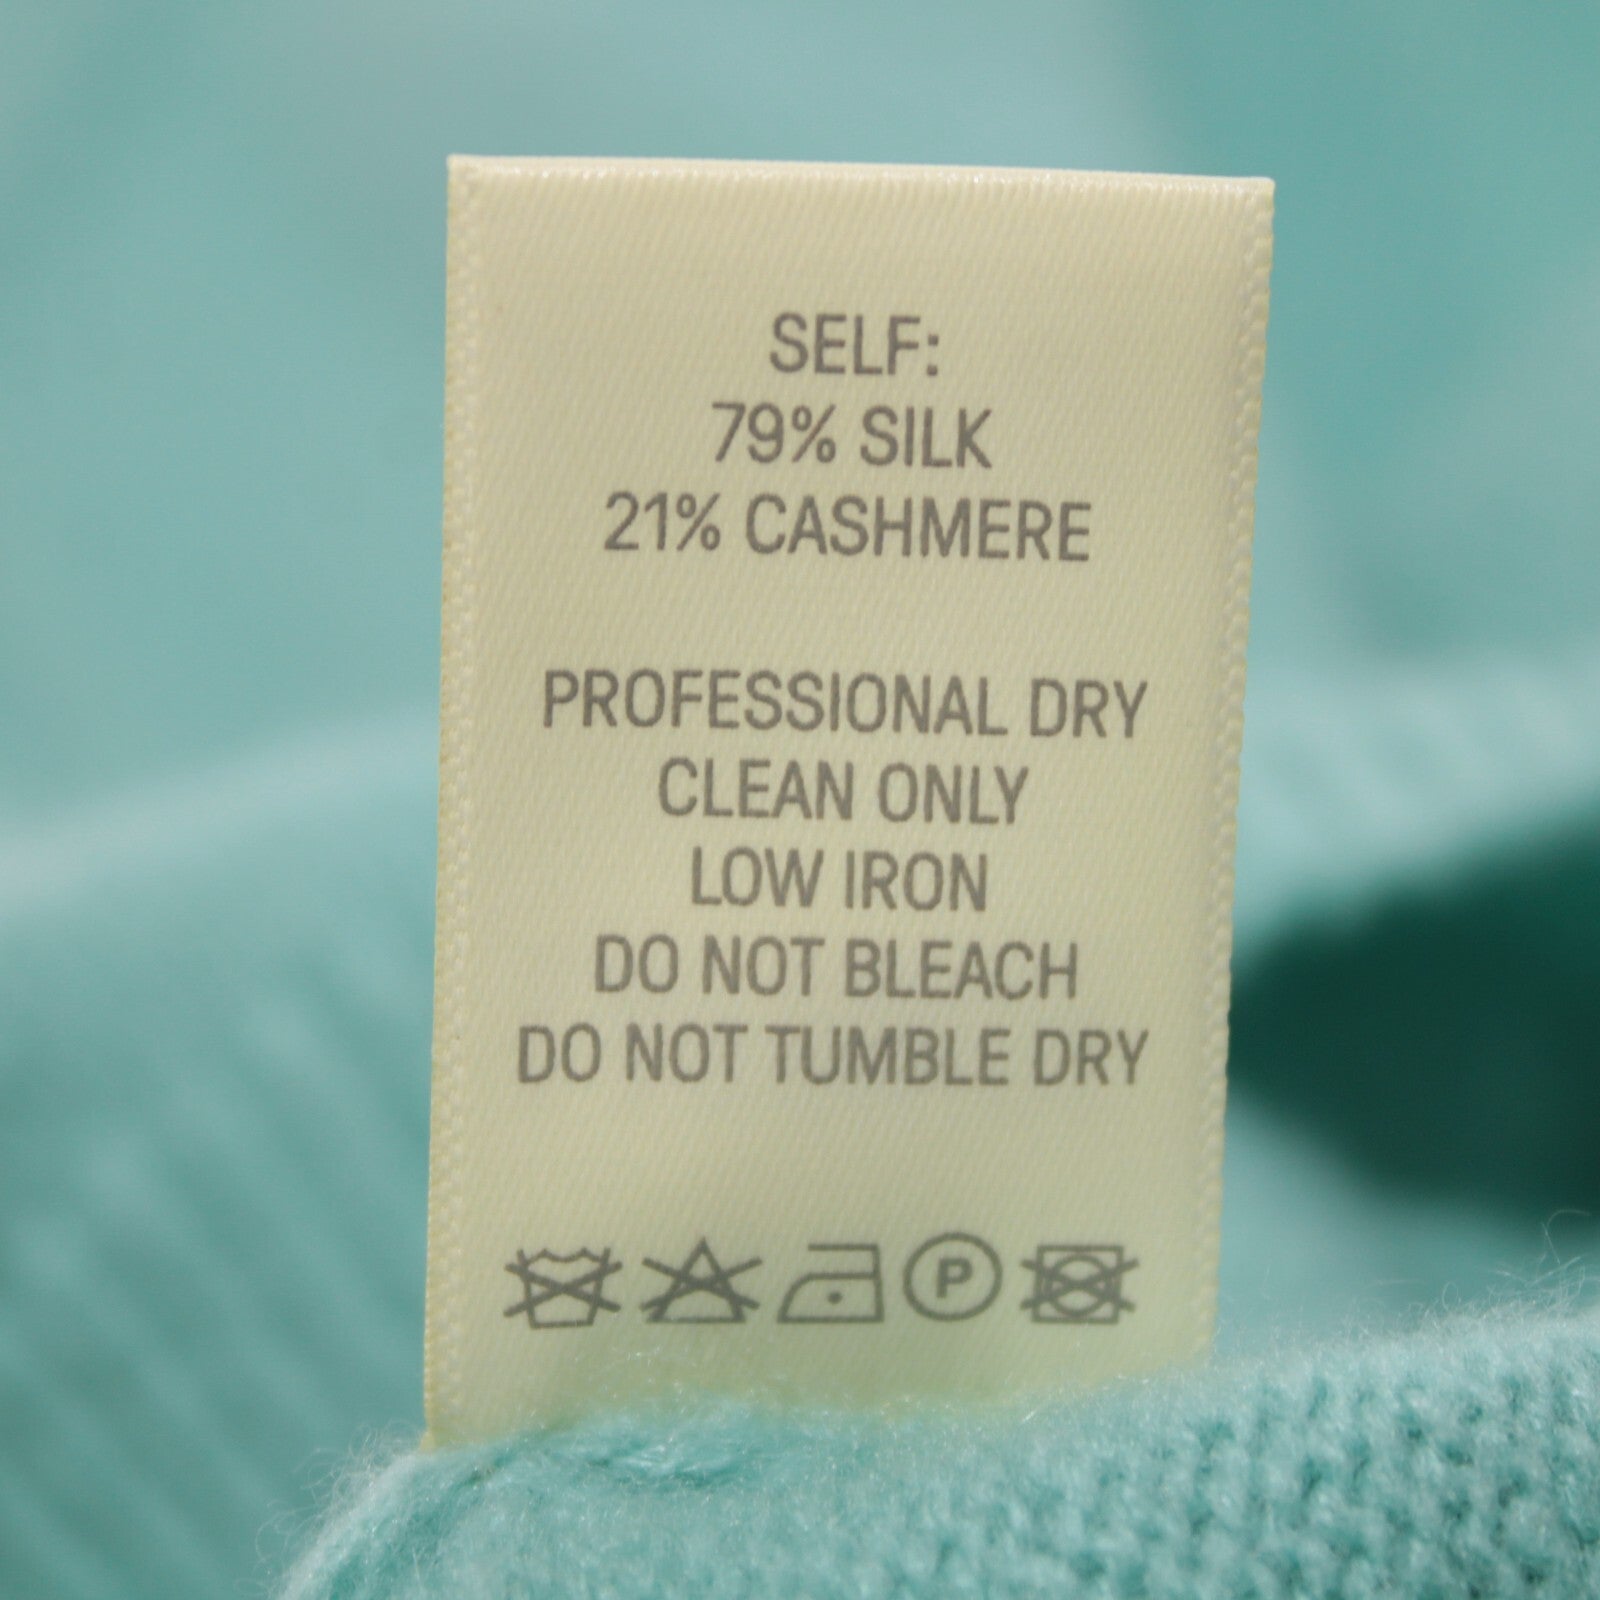 SELF:
79% SILK
21% CASHMERE
PROFESSIONAL DRY
CLEAN ONLY
LOW IRON
DO NOT BLEACH
DO NOT TUMBLE DRY
P